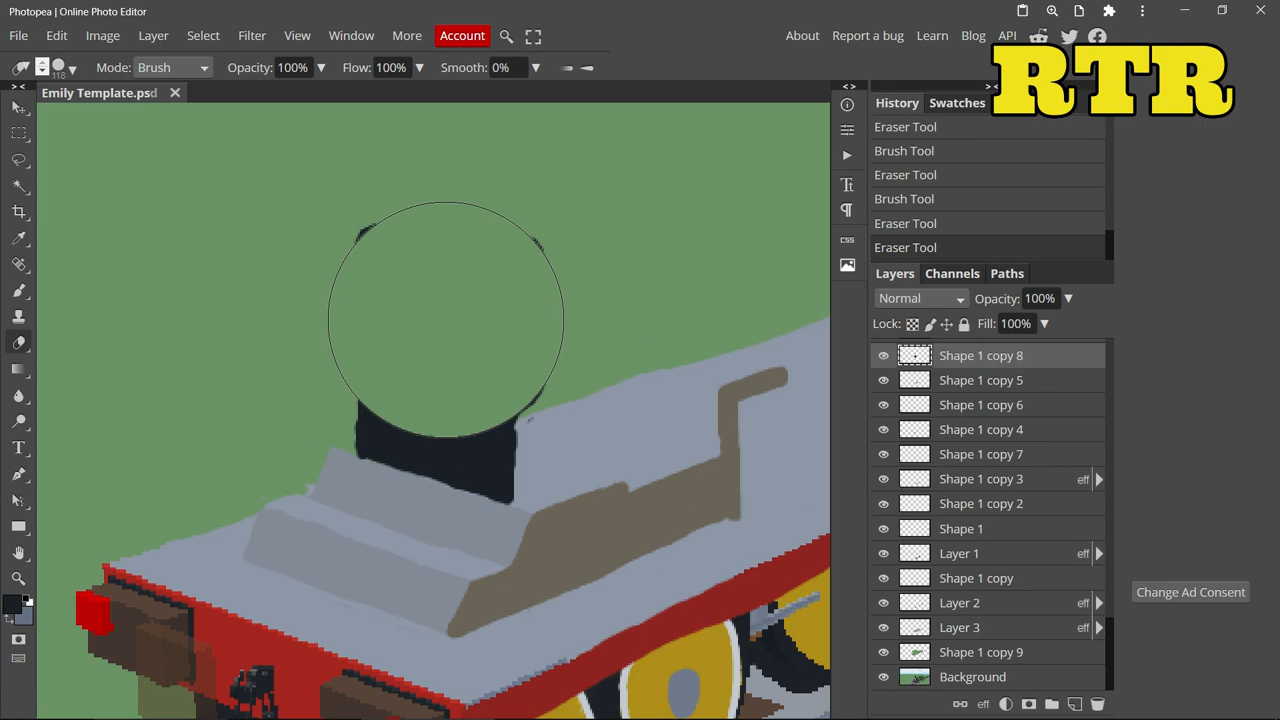 Photopea | Online Photo Editor
File Edit Image Layer Select Filter View Window More Account
About Report a bug Learn Blog API
RTR
118 Mode: Brush Opacity: 100% Flow: 100% Smooth: 0%
> < < > > <
Emily Template.psd
History Swatches
Eraser Tool
Brush Tool
Eraser Tool
Brush Tool
Eraser Tool
Eraser Tool
CSS
Layers Channels Paths
Normal Opacity: 100%
Lock: Fill: 100%
Shape 1 copy 8
Shape 1 copy 5
Shape 1 copy 6
Shape 1 copy 4
Shape 1 copy 7
Shape 1 copy 3 eff
Shape 1 copy 2
Shape 1
Layer 1 eff
Shape 1 copy
Layer 2 eff
Layer 3 eff
Shape 1 copy 9
Background
eff
Change Ad Consent